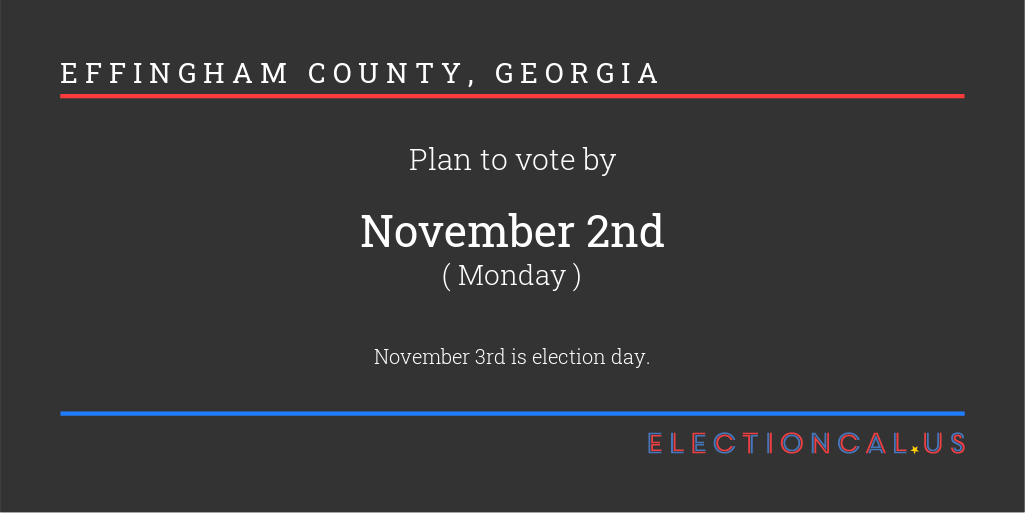 EFFINGHAM COUNTY, GEORGIA
Plan to vote by
November 2nd
( Monday )
November 3rd is election day.
ELECTIONCAL.US